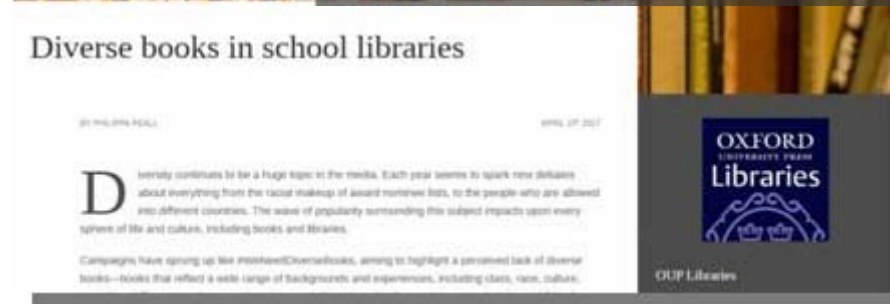 Diverse books in school libraries
BY PHILIPPA PEALL
APRIL 17 2017
Diversity continues to be a huge topic in the media. Each year seems to spark new debates
about everything from the racial makeup of award nominee lists, to the people who are allowed
into different countries. The wave of popularity surrounding this subject impacts upon every
sphere of life and culture, including books and libraries.
Campaigns have sprung up like #WeNeedDiverseBooks, aiming to highlight a perceived lack of diverse
books—books that reflect a wide range of backgrounds and experiences, including class, race, culture,
OXFORD
UNIVERSITY PRESS
Libraries
OUP Libraries